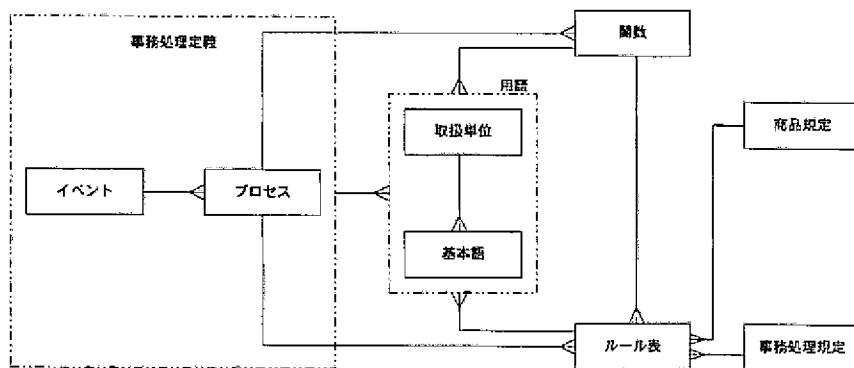 関数
事務処理定義
用語
取扱単位
商品規定
イベント
プロセス
基本語
ルール表
事務処理規定